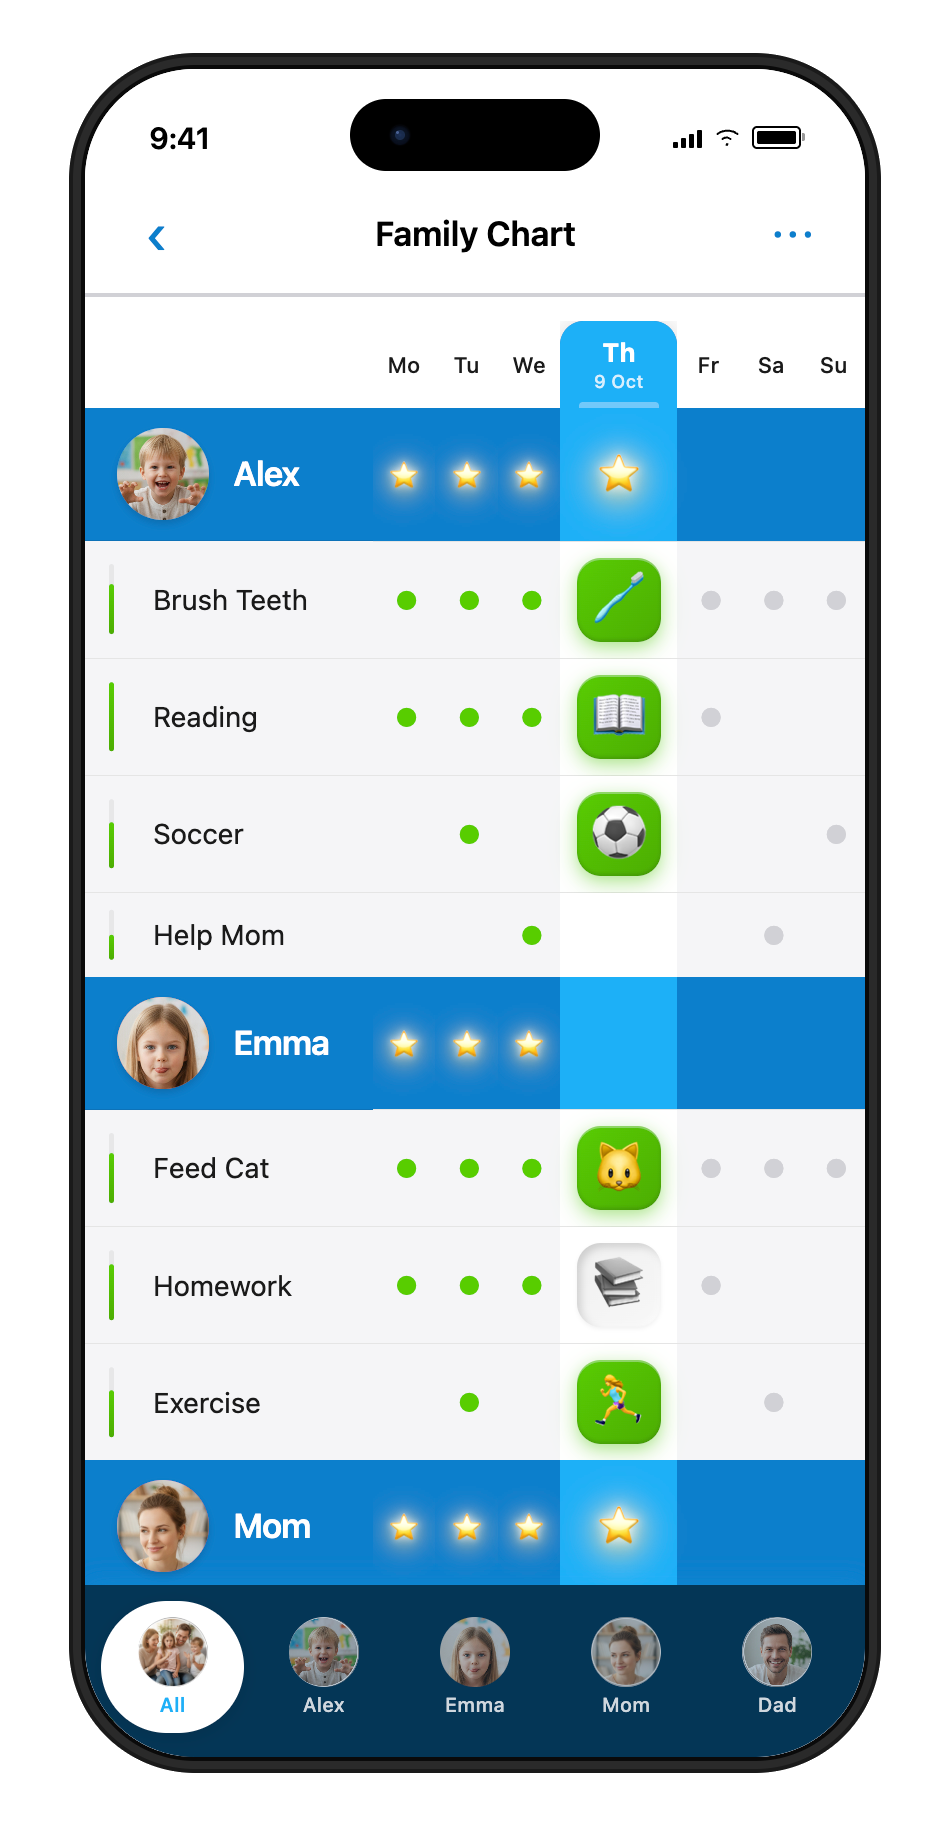 9:41
Family Chart
Mo Tu We Th Fr Sa Su
9 Oct
Alex
Brush Teeth
Reading
Soccer
Help Mom
Emma
Feed Cat
Homework
Exercise
Mom
All Alex Emma Mom Dad